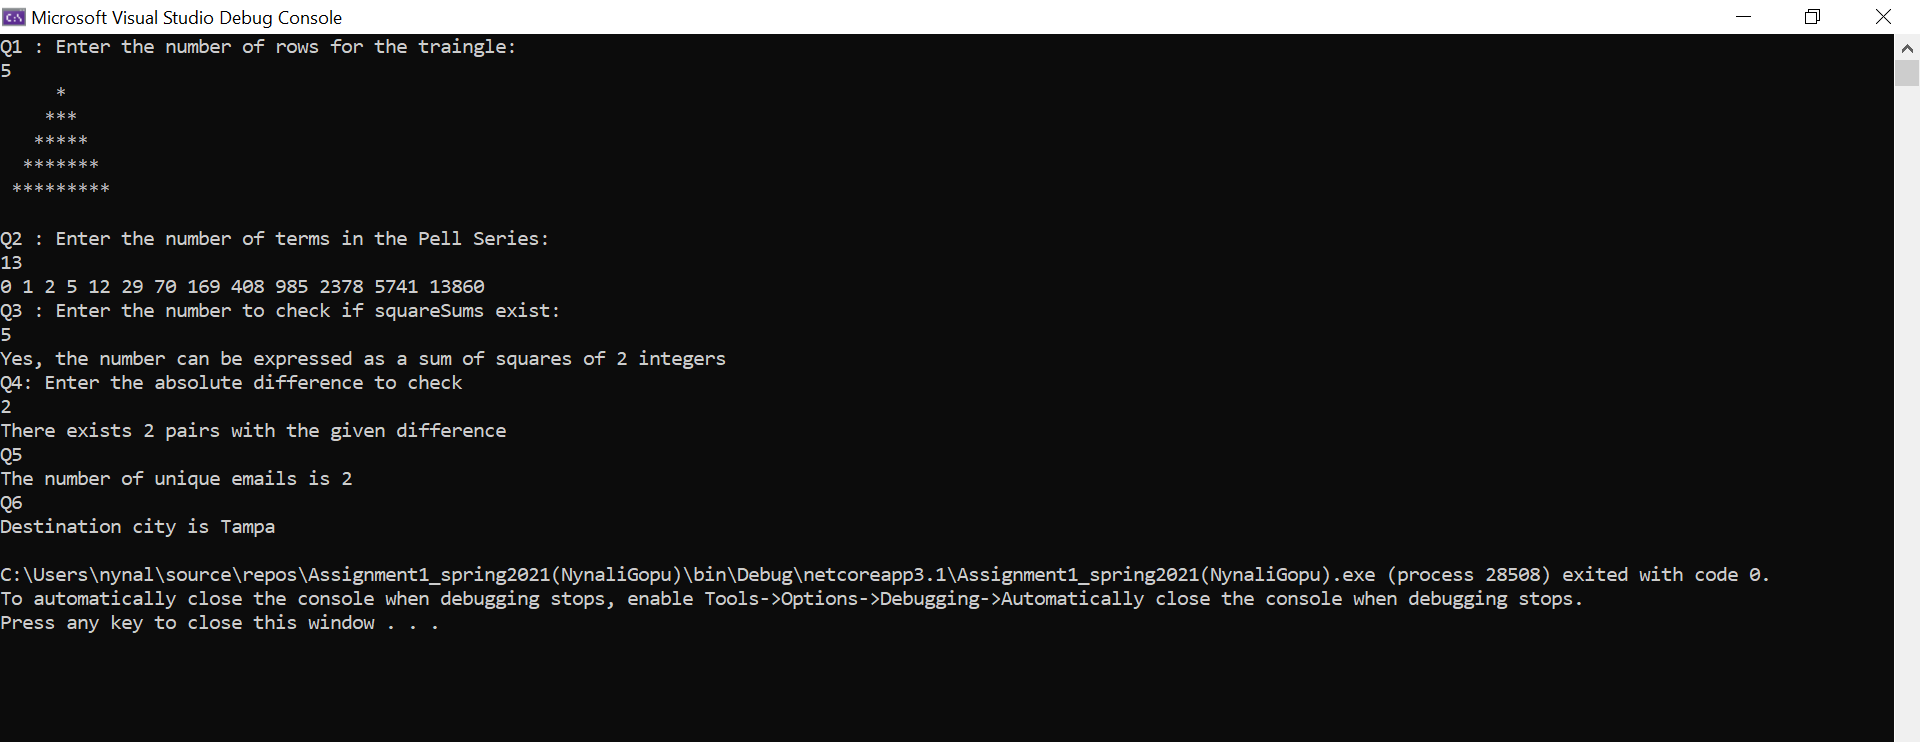 Microsoft Visual Studio Debug Console
Q1 : Enter the number of rows for the traingle:
5
     *
    ***
   *****
  *******
 *********
Q2 : Enter the number of terms in the Pell Series:
13
0 1 2 5 12 29 70 169 408 985 2378 5741 13860
Q3 : Enter the number to check if squareSums exist:
5
Yes, the number can be expressed as a sum of squares of 2 integers
Q4: Enter the absolute difference to check
2
There exists 2 pairs with the given difference
Q5
The number of unique emails is 2
Q6
Destination city is Tampa
C:\Users\nynal\source\repos\Assignment1_spring2021(NynaliGopu)\bin\Debug\netcoreapp3.1\Assignment1_spring2021(NynaliGopu).exe (process 28508) exited with code 0.
To automatically close the console when debugging stops, enable Tools->Options->Debugging->Automatically close the console when debugging stops.
Press any key to close this window . . .